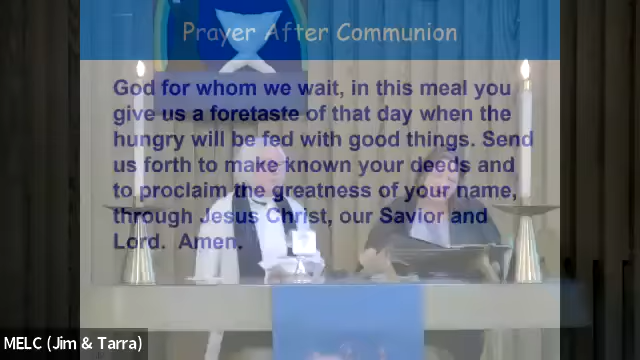 Prayer After Communion
God for whom we wait, in this meal you
give us a foretaste of that day when the
hungry will be fed with good things. Send
us forth to make known your deeds and
to proclaim the greatness of your name,
through Jesus Christ, our Savior and
Lord.  Amen.
MELC (Jim & Tarra)